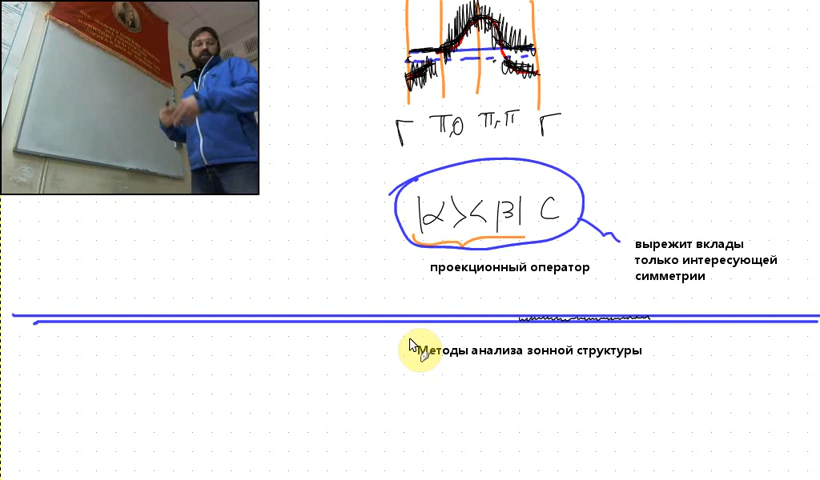 Γ π,0 π,π Γ
|α><β| C
проекционный оператор
вырежит вклады
только интересующей
симметрии
Методы анализа зонной структуры